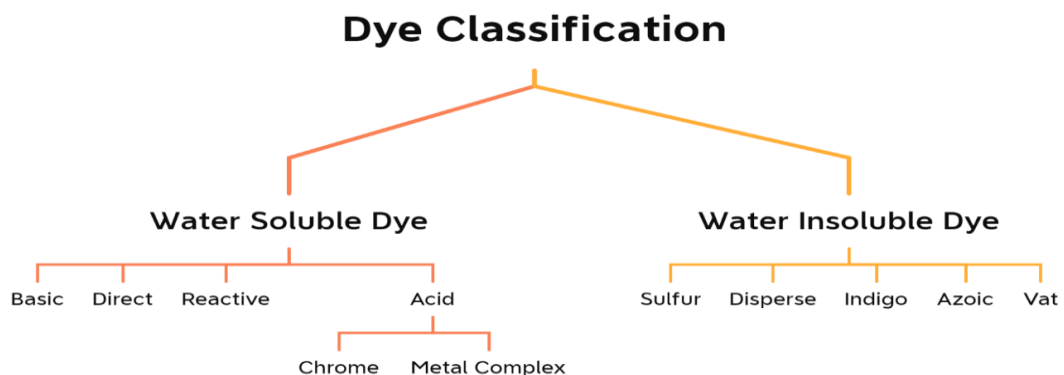 Dye Classification
Water Soluble Dye Water Insoluble Dye
Basic Direct Reactive Acid Sulfur Disperse Indigo Azoic Vat
Chrome Metal Complex